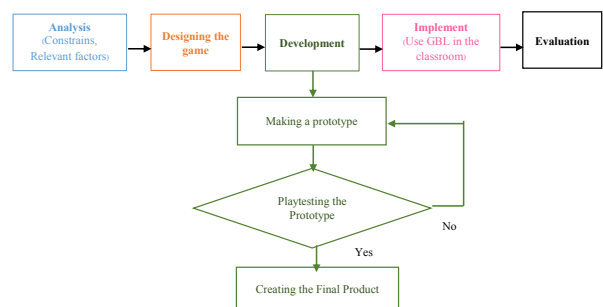 Analysis
(Constrains,
Relevant factors)
Designing the
game
Development
Implement
(Use GBL in the
classroom)
Evaluation
Making a prototype
Playtesting the
Prototype
No
Yes
Creating the Final Product